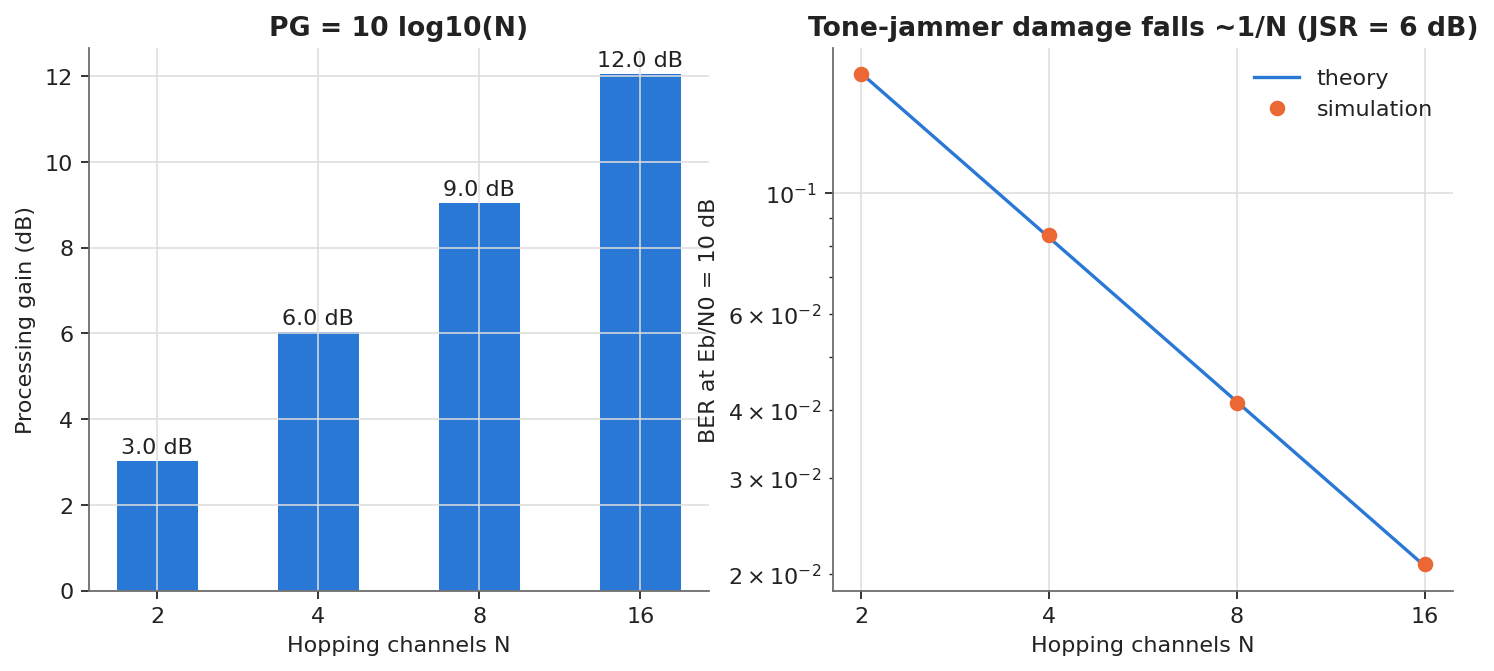 PG = 10 log10(N)
Processing gain (dB)
12
10
8
6
4
2
0
3.0 dB
6.0 dB
9.0 dB
12.0 dB
2
4
8
16
Hopping channels N
Tone-jammer damage falls ~1/N (JSR = 6 dB)
BER at Eb/N0 = 10 dB
10⁻¹
6 × 10⁻²
4 × 10⁻²
3 × 10⁻²
2 × 10⁻²
theory
simulation
2
4
8
16
Hopping channels N